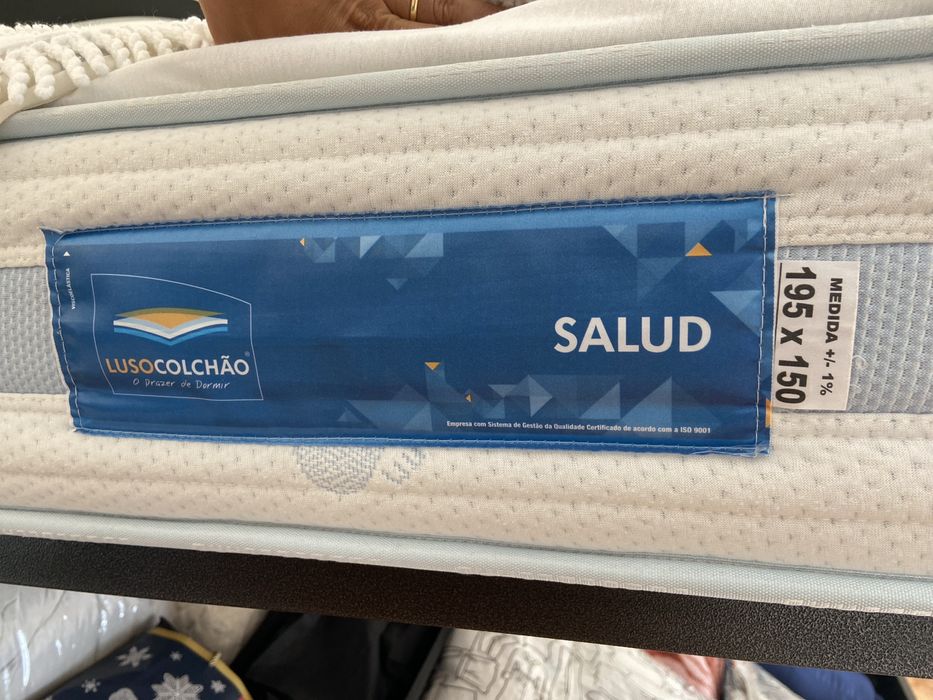 VISCOELÁSTICA
LUSOCOLCHÃO®
O Prazer de Dormir
SALUD
Empresa com Sistema de Gestão da Qualidade Certificado de acordo com a ISO 9001
MEDIDA +/- 1%
195 x 150